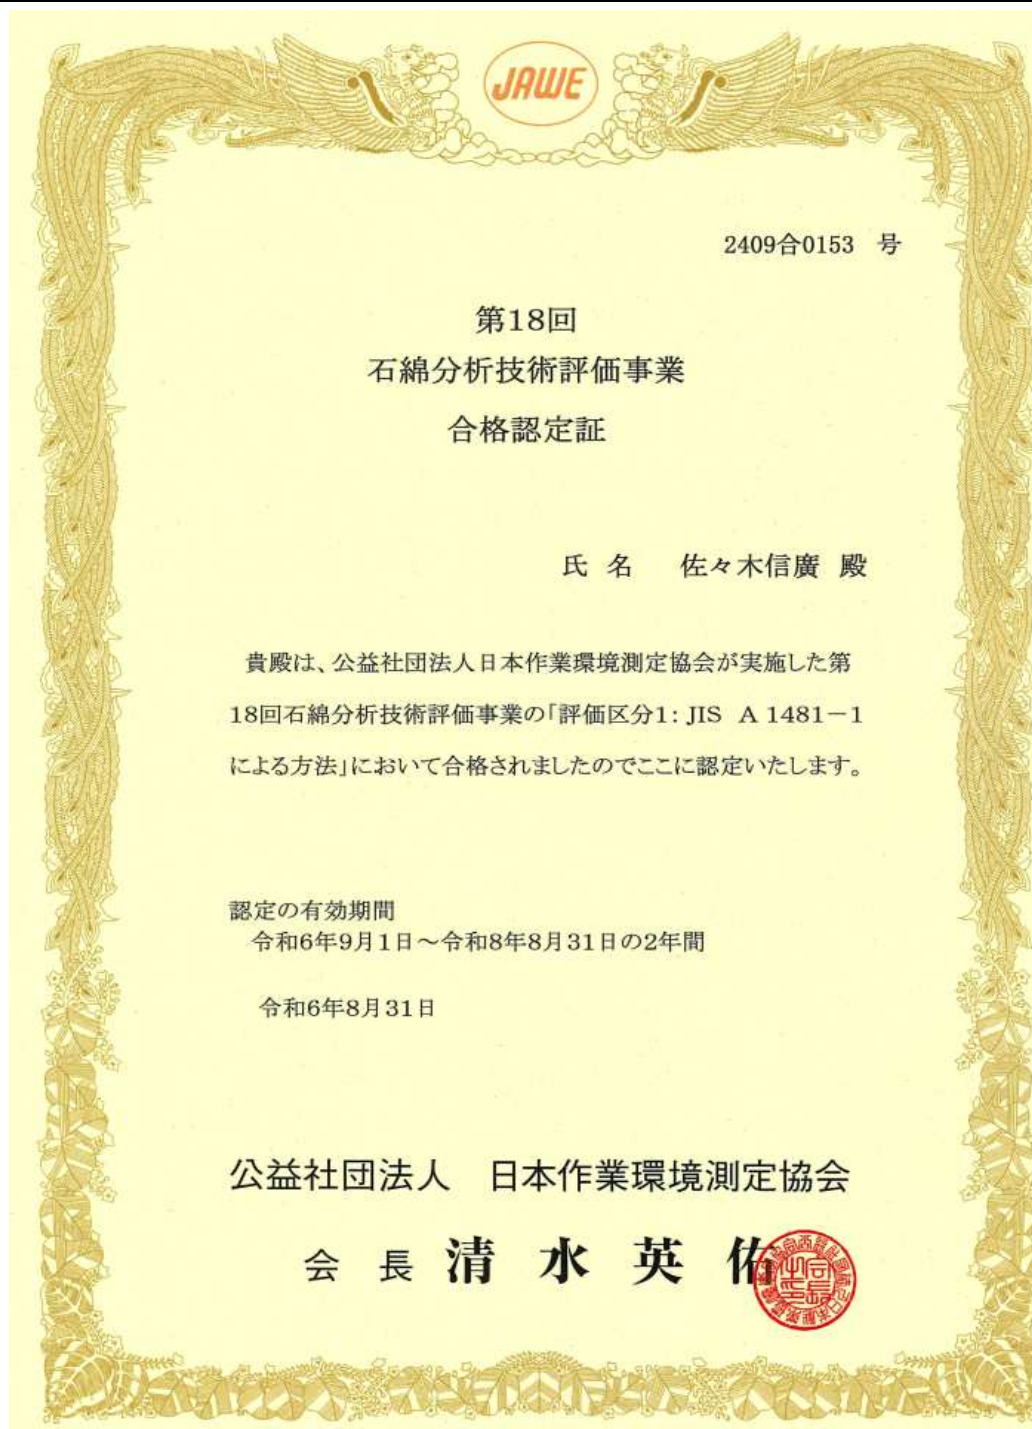 JAWE
2409合0153 号
第18回
石綿分析技術評価事業
合格認定証
氏 名 佐々木信廣 殿
貴殿は、公益社団法人日本作業環境測定協会が実施した第
18回石綿分析技術評価事業の「評価区分1: JIS A 1481－1
による方法」において合格されましたのでここに認定いたします。
認定の有効期間
令和6年9月1日～令和8年8月31日の2年間
令和6年8月31日
公益社団法人 日本作業環境測定協会
会 長 清 水 英 佑